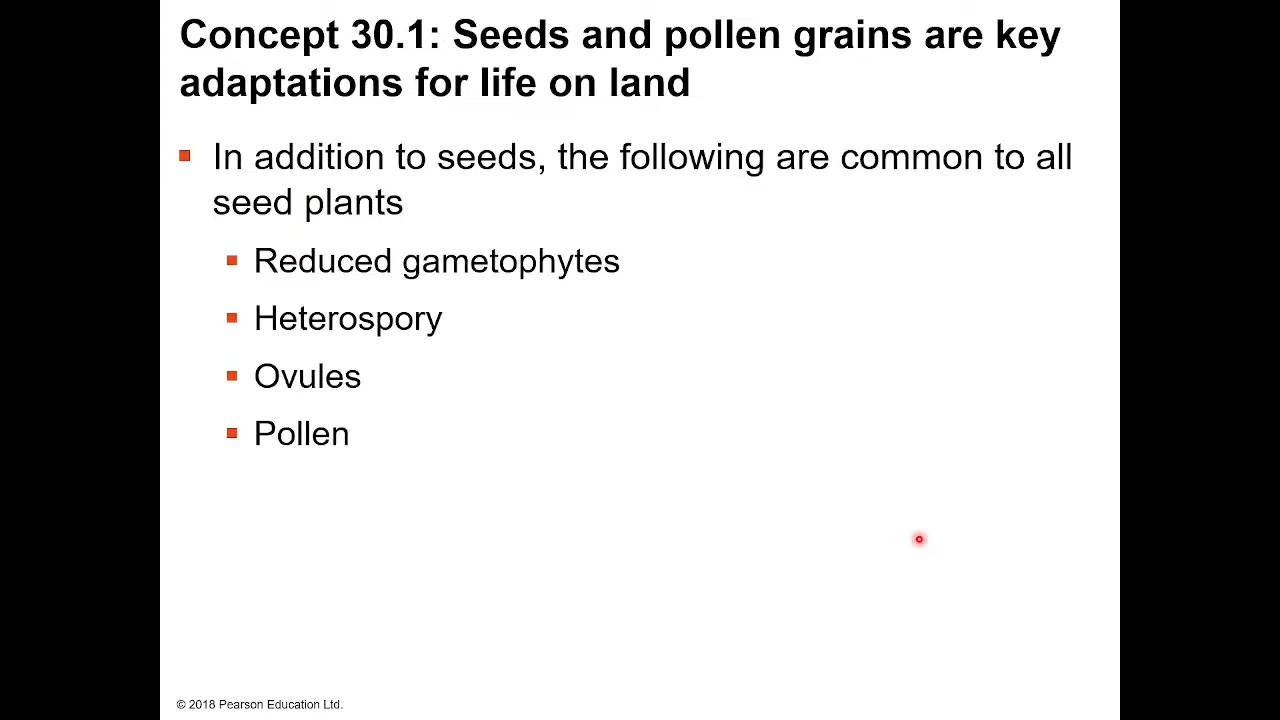 Concept 30.1: Seeds and pollen grains are key
adaptations for life on land
In addition to seeds, the following are common to all
seed plants
Reduced gametophytes
Heterospory
Ovules
Pollen
© 2018 Pearson Education Ltd.